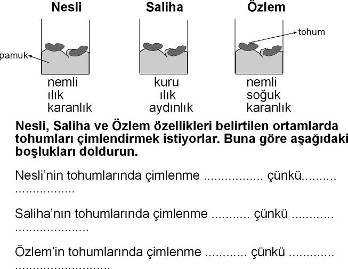 Nesli Saliha Özlem
tohum
pamuk
nemli kuru nemli
ılık ılık soğuk
karanlık aydınlık karanlık
Nesli, Saliha ve Özlem özellikleri belirtilen ortamlarda
tohumları çimlendirmek istiyorlar. Buna göre aşağıdaki
boşlukları doldurun.
Nesli'nin tohumlarında çimlenme ................. çünkü..........
.................
Saliha'nın tohumlarında çimlenme ........... çünkü .............
.....................
Özlem'in tohumlarında çimlenme ............ çünkü .............
...........................